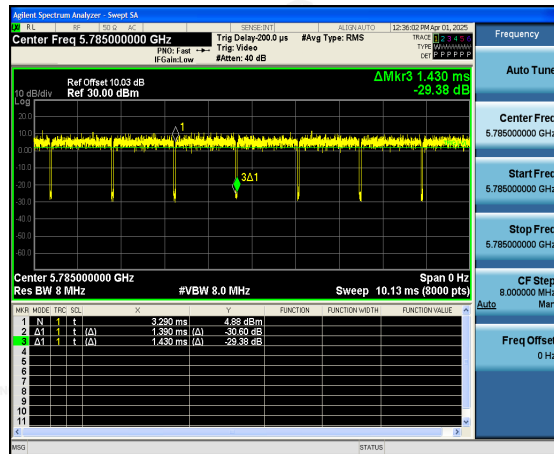 Agilent Spectrum Analyzer - Swept SA
RL RF 50 Ω AC SENSE:INT ALIGN AUTO 12:36:02 PM Apr 01, 2025
Center Freq 5.785000000 GHz Trig Delay-200.0 µs #Avg Type: RMS TRACE 1 2 3 4 5 6
PNO: Fast Trig: Video TYPE
IFGain:Low #Atten: 40 dB DET P P P P P P
Ref Offset 10.03 dB ΔMkr3 1.430 ms
10 dB/div Ref 30.00 dBm -29.38 dB
Log
20.0
10.0
0.00
-10.0
-20.0
-30.0
-40.0
-50.0
-60.0
1
3Δ1
Center 5.785000000 GHz Span 0 Hz
Res BW 8 MHz #VBW 8.0 MHz Sweep 10.13 ms (8000 pts)
MKR MODE TRC SCL X Y FUNCTION FUNCTION WIDTH FUNCTION VALUE
1 N 1 t 3.290 ms 4.88 dBm
2 Δ1 1 t (Δ) 1.390 ms (Δ) -30.60 dB
3 Δ1 1 t (Δ) 1.430 ms (Δ) -29.38 dB
4
5
6
7
8
9
10
11
MSG STATUS
Frequency
Auto Tune
Center Freq
5.785000000 GHz
Start Freq
5.785000000 GHz
Stop Freq
5.785000000 GHz
CF Step
8.000000 MHz
Auto Man
Freq Offset
0 Hz